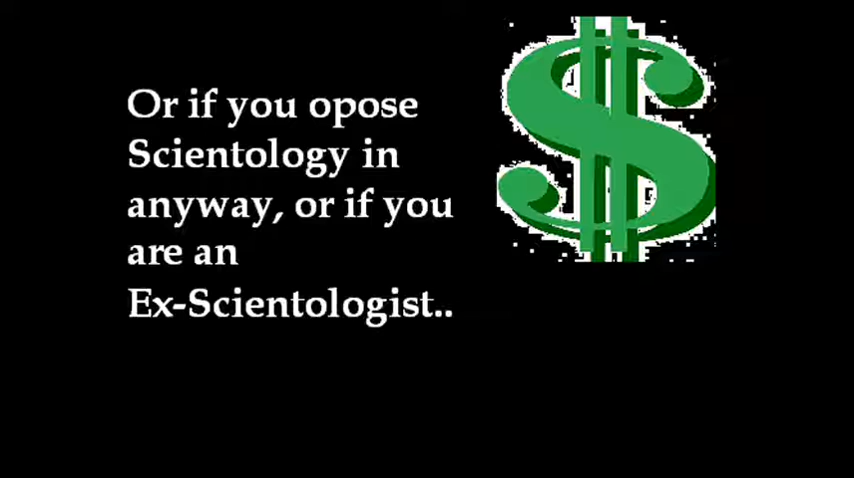 Or if you opose
Scientology in
anyway, or if you
are an
Ex-Scientologist..